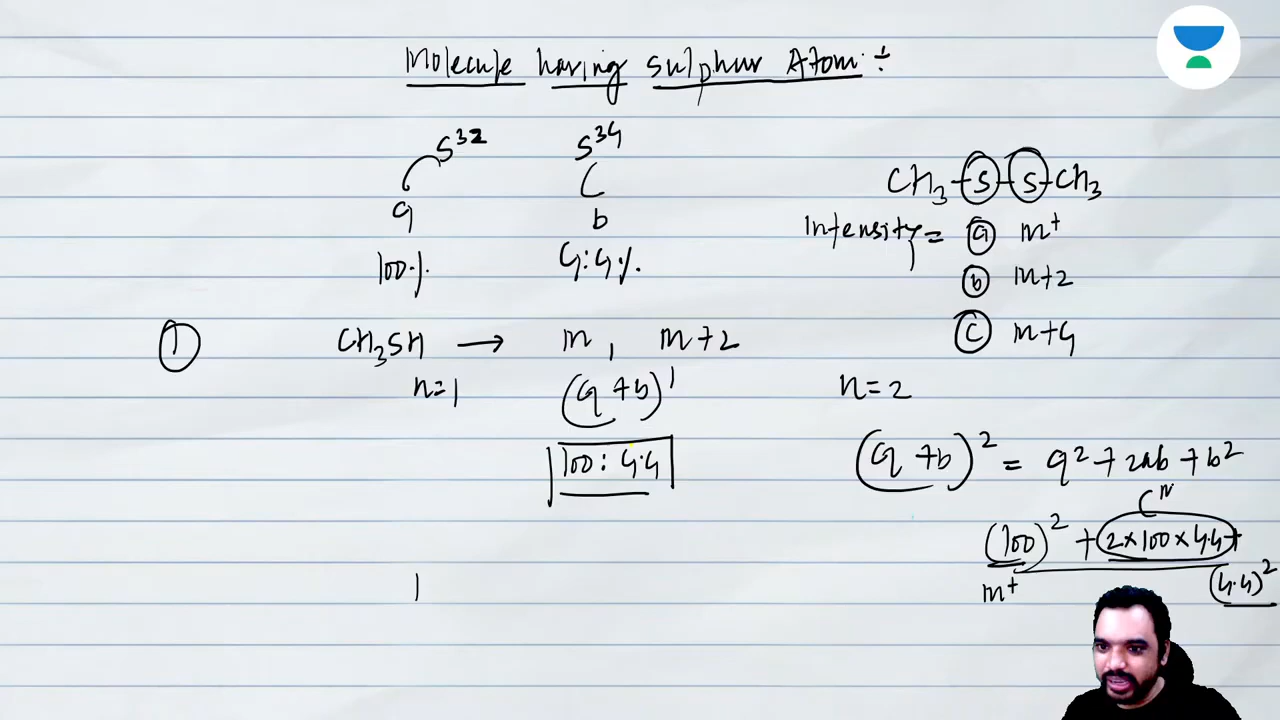 Molecule having sulphur Atom ÷
S³² S³⁴
a b
100% 4.4%
① CH₃SH → m, m+2
n=1 (a+b)¹
100 : 4.4
CH₃-S-S-CH₃
Intensity = ⓐ m⁺
ⓑ m+2
ⓒ m+4
n=2
(a+b)² = a² + 2ab + b²
(100)² + 2×100×4.4 +
m⁺ (4.4)²